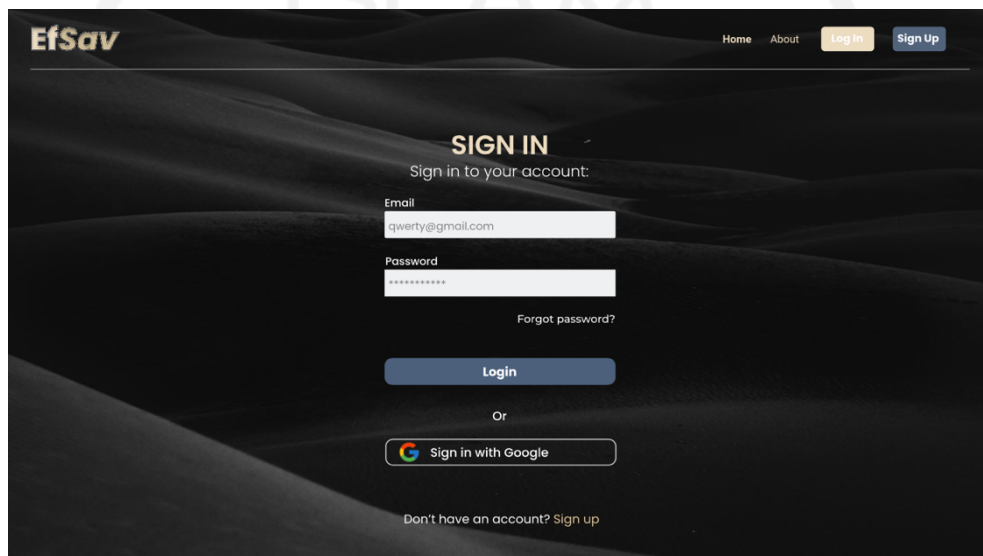 EfSav
Home About Log In Sign Up
SIGN IN
Sign in to your account:
Email
qwerty@gmail.com
Password
***********
Forgot password?
Login
Or
Sign in with Google
Don't have an account? Sign up